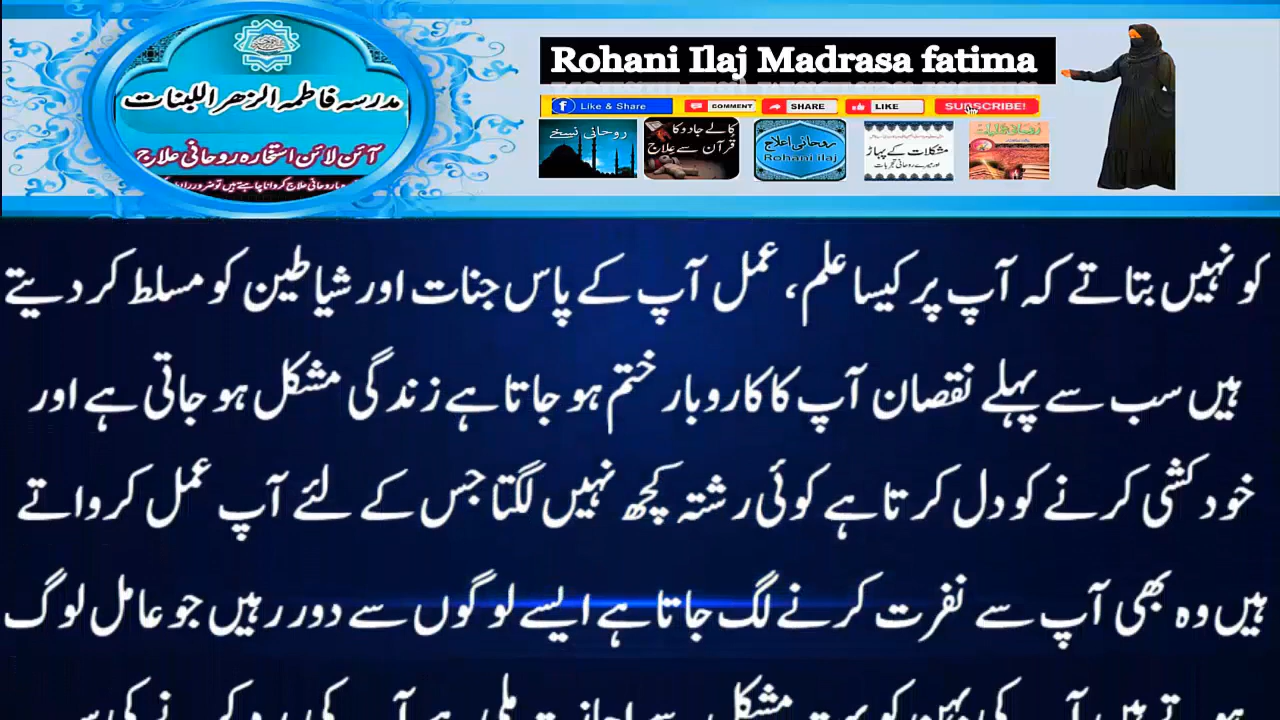 مدرسہ فاطمہ الزھراللبنات
آئن لائن استخارہ روحانی علاج
Rohani Ilaj Madrasa fatima
Like & Share
COMMENT
SHARE
LIKE
SUBSCRIBE!
روحانی نسخے
کالے جادو کا
قرآن سے علاج
روحانی اعلاج
Rohani ilaj
مشکلات کے پہاڑ
کو نہیں بتاتے کہ آپ پر کیسا علم، عمل آپ کے پاس جنات اور شیاطین کو مسلط کر دیتے
ہیں سب سے پہلے نقصان آپ کا کاروبار ختم ہو جاتا ہے زندگی مشکل ہو جاتی ہے اور
خودکشی کرنے کو دل کرتا ہے کوئی رشتہ کچھ نہیں لگتا جس کے لئے آپ عمل کرواتے
ہیں وہ بھی آپ سے نفرت کرنے لگ جاتا ہے ایسے لوگوں سے دور رہیں جو عامل لوگ